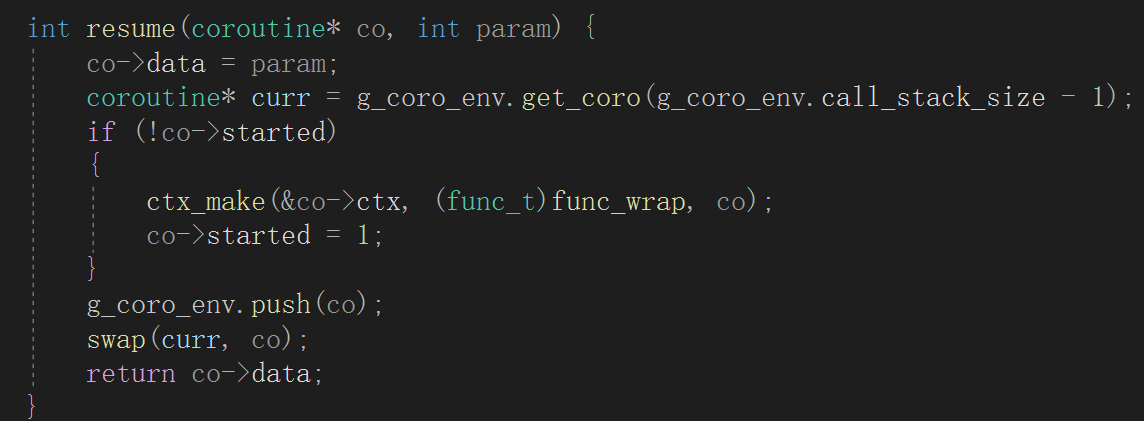 int resume(coroutine* co, int param) {
    co->data = param;
    coroutine* curr = g_coro_env.get_coro(g_coro_env.call_stack_size - 1);
    if (!co->started)
    {
        ctx_make(&co->ctx, (func_t)func_wrap, co);
        co->started = 1;
    }
    g_coro_env.push(co);
    swap(curr, co);
    return co->data;
}